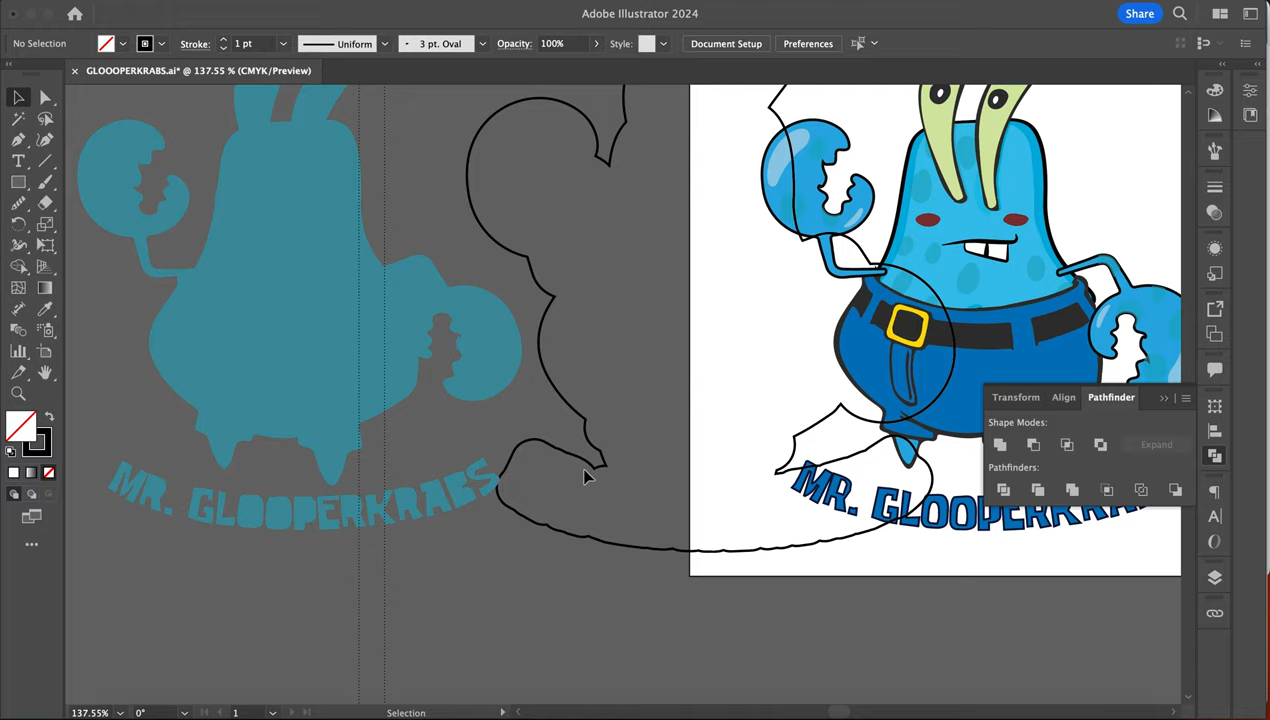 Adobe Illustrator 2024
Share
No Selection
Stroke:
1 pt
Uniform
3 pt. Oval
Opacity:
100%
Style:
Document Setup
Preferences
GLOOOPERKRABS.ai* @ 137.55 % (CMYK/Preview)
Transform
Align
Pathfinder
Shape Modes:
Expand
Pathfinders:
MR. GLOOPERKRABS
MR. GLOOPERKRA
137.55%
0°
1
Selection